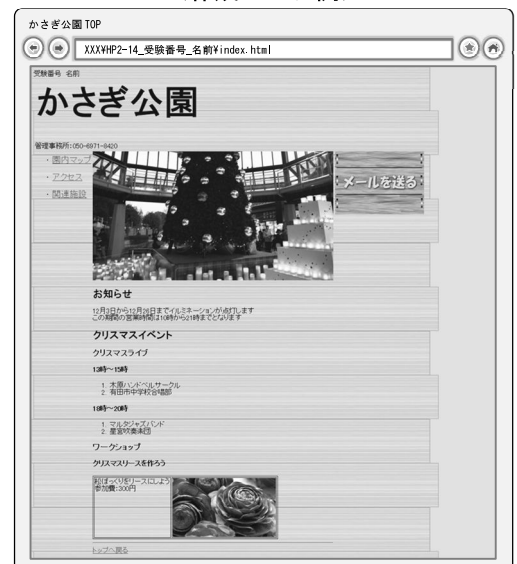 かさぎ公園 TOP
XXX¥HP2-14_受験番号_名前¥index.html
受験番号 名前
かさぎ公園
管理事務所:050-6971-8420
・園内マップ
・アクセス
・関連施設
メールを送る
お知らせ
12月3日から12月26日までイルミネーションが点灯します
この期間の営業時間は10時から21時までとなります
クリスマスイベント
クリスマスライブ
13時～15時
1. 木原ハンドベルサークル
2. 有田市中学校合唱部
18時～20時
1. マルタジャズバンド
2. 星宮吹奏楽団
ワークショップ
クリスマスリースを作ろう
松ぼっくりをリースにしよう
参加費:300円
トップへ戻る